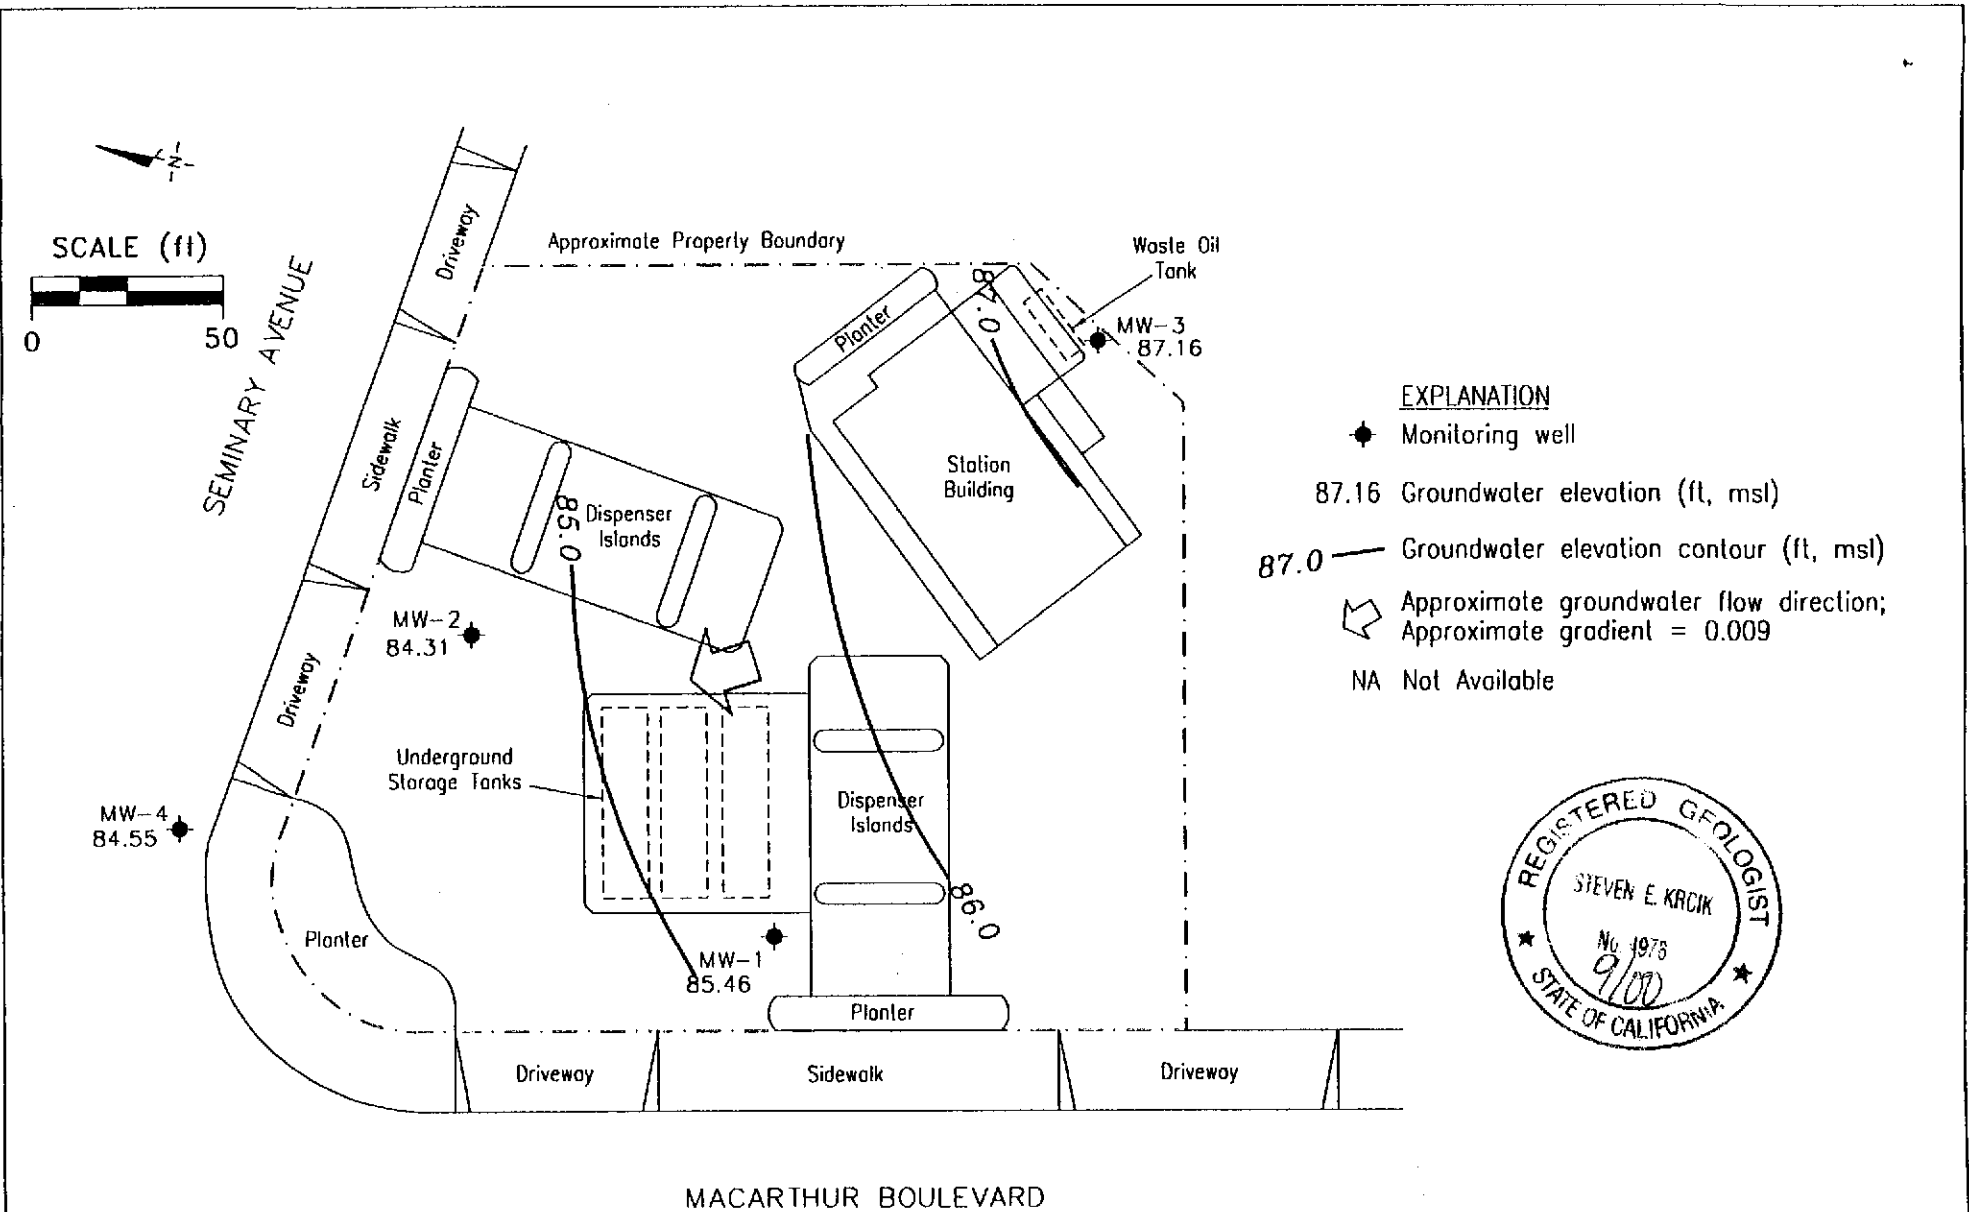 N
SCALE (ft)
0 50
SEMINARY AVENUE
Driveway
Approximate Property Boundary
Waste Oil
Tank
87.0
Planter
MW-3
87.16
Sidewalk
Planter
Station
Building
85.0
Dispenser
Islands
EXPLANATION
Monitoring well
87.16 Groundwater elevation (ft, msl)
87.0 Groundwater elevation contour (ft, msl)
Approximate groundwater flow direction;
Approximate gradient = 0.009
NA Not Available
MW-2
84.31
Driveway
Underground
Storage Tanks
MW-4
84.55
Dispenser
Islands
86.0
Planter
MW-1
85.46
Planter
Driveway
Sidewalk
Driveway
MACARTHUR BOULEVARD
REGISTERED GEOLOGIST
STEVEN E. KRCIK
No. 4976
9/00
STATE OF CALIFORNIA